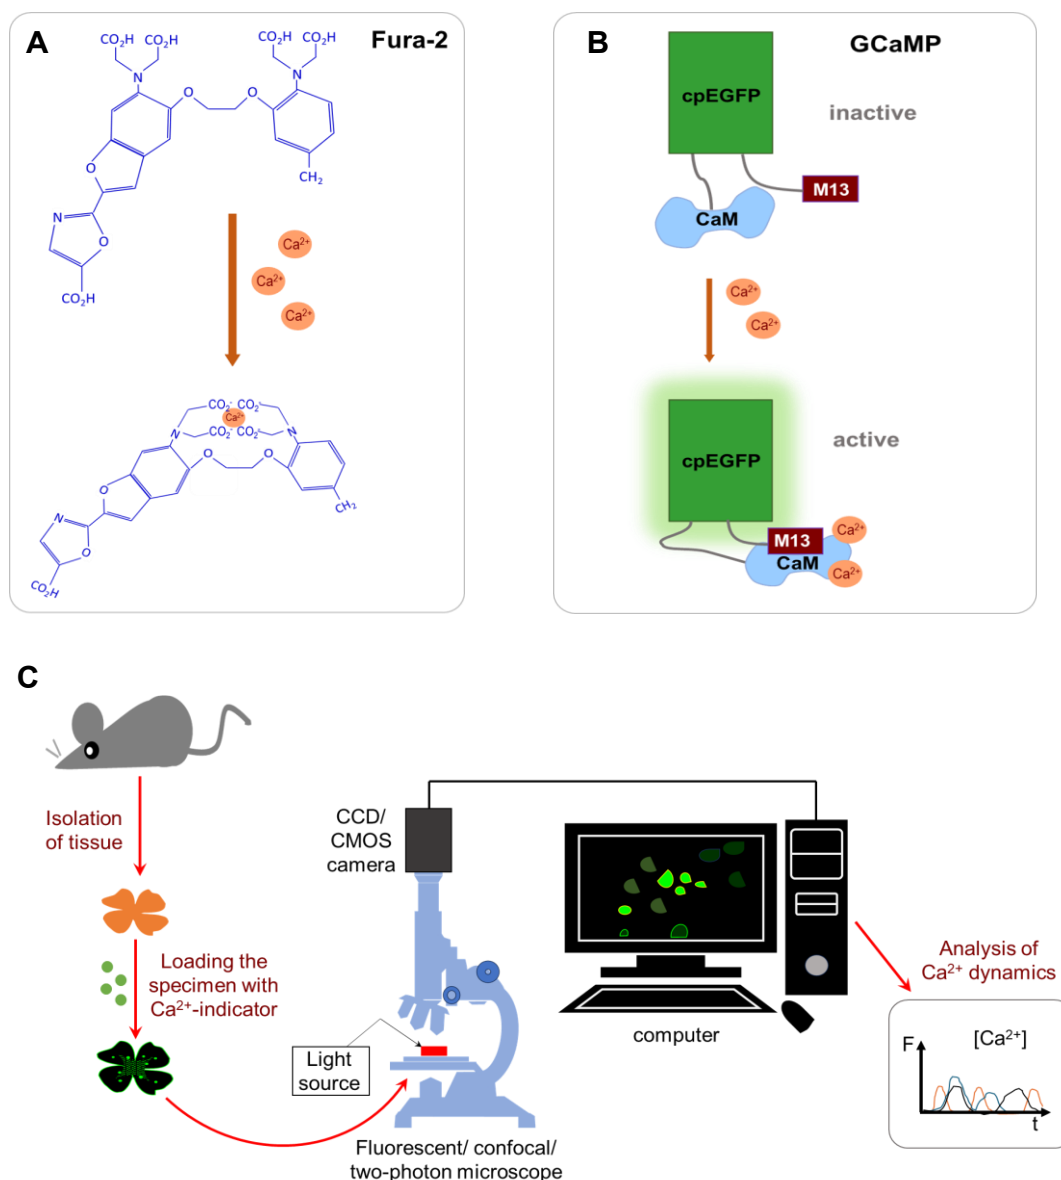 A
Fura-2
CO₂H
CO₂H
CO₂H
CO₂H
N
N
O
O
O
N
O
CO₂H
CH₂
Ca²⁺
Ca²⁺
Ca²⁺
CO₂⁻ CO₂⁻
Ca²⁺
CO₂⁻ CO₂⁻
N
N
O
O
O
N
O
CO₂H
CH₂
B
GCaMP
cpEGFP
inactive
M13
CaM
Ca²⁺
Ca²⁺
cpEGFP
active
Ca²⁺
M13
CaM
Ca²⁺
C
Isolation
of tissue
Loading the
specimen with
Ca²⁺-indicator
CCD/
CMOS
camera
Light
source
Fluorescent/ confocal/
two-photon microscope
computer
Analysis of
Ca²⁺ dynamics
F
[Ca²⁺]
t